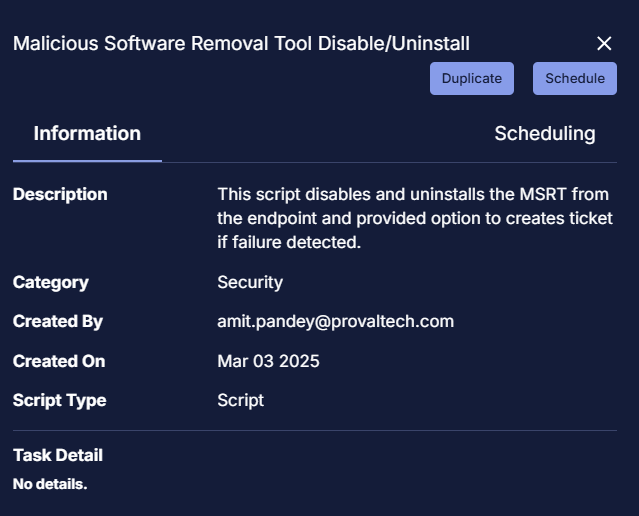 Malicious Software Removal Tool Disable/Uninstall
Duplicate
Schedule
Information
Scheduling
Description
This script disables and uninstalls the MSRT from
the endpoint and provided option to creates ticket
if failure detected.
Category
Security
Created By
amit.pandey@provaltech.com
Created On
Mar 03 2025
Script Type
Script
Task Detail
No details.